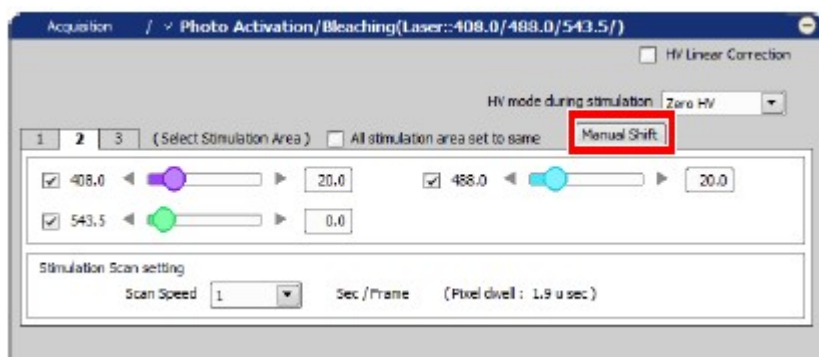 Acquisition / Photo Activation/Bleaching(Laser::408.0/488.0/543.5/)
HV Linear Correction
HV mode during stimulation Zero HV
1 2 3 (Select Stimulation Area) All stimulation area set to same Manual Shift
408.0 20.0 488.0 20.0
543.5 0.0
Stimulation Scan setting
Scan Speed 1 Sec/Frame (Pixel dwell : 1.9 u sec)